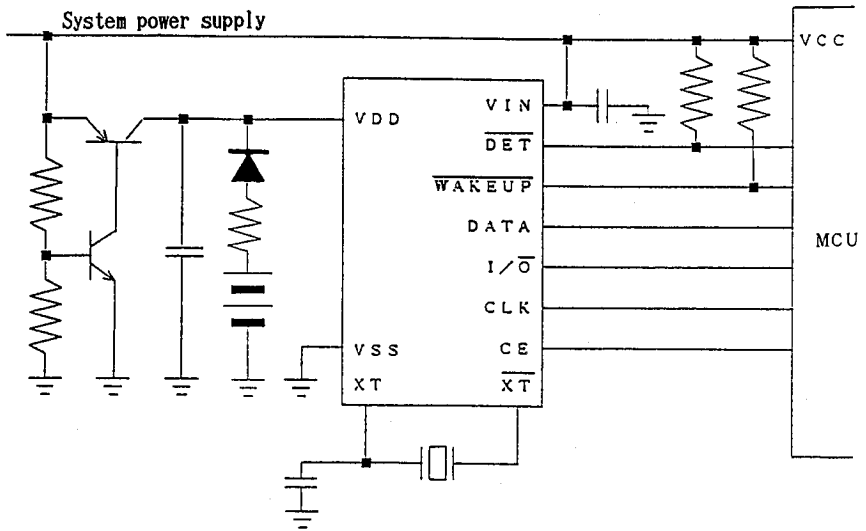 System power supply
VCC
VDD
VIN
DET
WAKEUP
DATA
MCU
I/O
CLK
VSS
CE
XT
XT